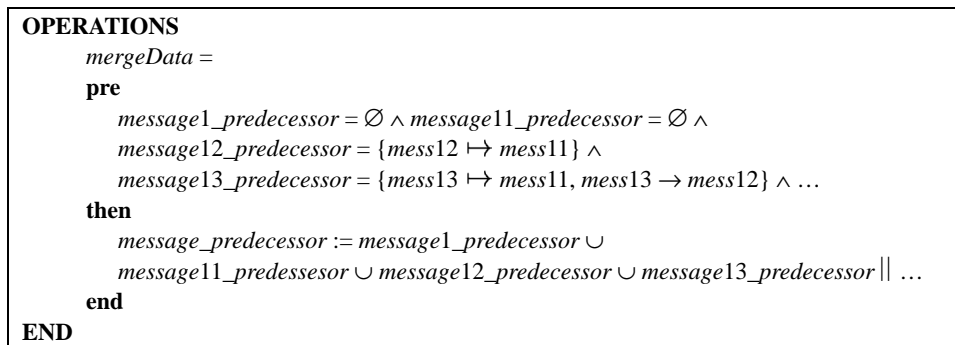 OPERATIONS
mergeData =
pre
message1_predecessor = ∅ ∧ message11_predecessor = ∅ ∧
message12_predecessor = {mess12 ↦ mess11} ∧
message13_predecessor = {mess13 ↦ mess11, mess13 → mess12} ∧ …
then
message_predecessor := message1_predecessor ∪
message11_predessesor ∪ message12_predecessor ∪ message13_predecessor || …
end
END